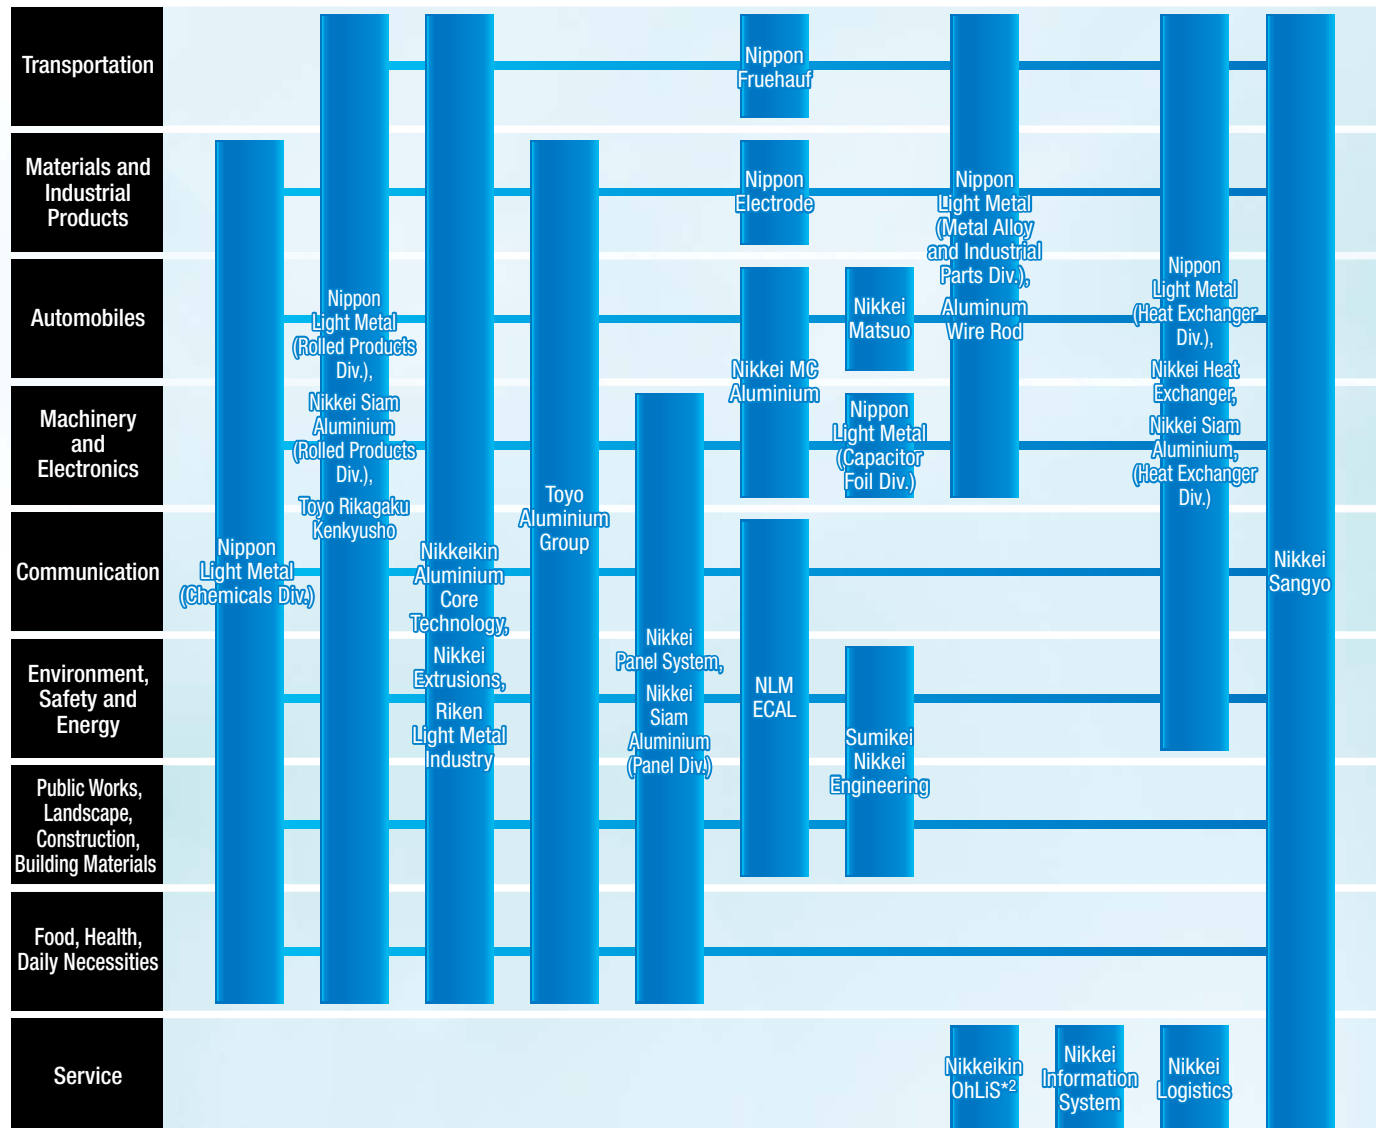 Transportation
Materials and
Industrial
Products
Automobiles
Machinery
and
Electronics
Communication
Environment,
Safety and
Energy
Public Works,
Landscape,
Construction,
Building Materials
Food, Health,
Daily Necessities
Service
Nippon
Light Metal
(Chemicals Div.)
Nippon
Light Metal
(Rolled Products
Div.),
Nikkei Siam
Aluminium
(Rolled Products
Div.),
Toyo Rikagaku
Kenkyusho
Nikkeikin
Aluminium
Core
Technology,
Nikkei
Extrusions,
Riken
Light Metal
Industry
Toyo
Aluminium
Group
Nikkei
Panel System,
Nikkei
Siam
Aluminium
(Panel Div.)
Nippon
Fruehauf
Nippon
Electrode
Nikkei MC
Aluminium
NLM
ECAL
Nikkei
Matsuo
Nippon
Light Metal
(Capacitor
Foil Div.)
Sumikei
Nikkei
Engineering
Nippon
Light Metal
(Metal Alloy
and Industrial
Parts Div.),
Aluminum
Wire Rod
Nippon
Light Metal
(Heat Exchanger
Div.),
Nikkei Heat
Exchanger,
Nikkei Siam
Aluminium,
(Heat Exchanger
Div.)
Nikkei
Sangyo
Nikkeikin
OhLiS*2
Nikkei
Information
System
Nikkei
Logistics